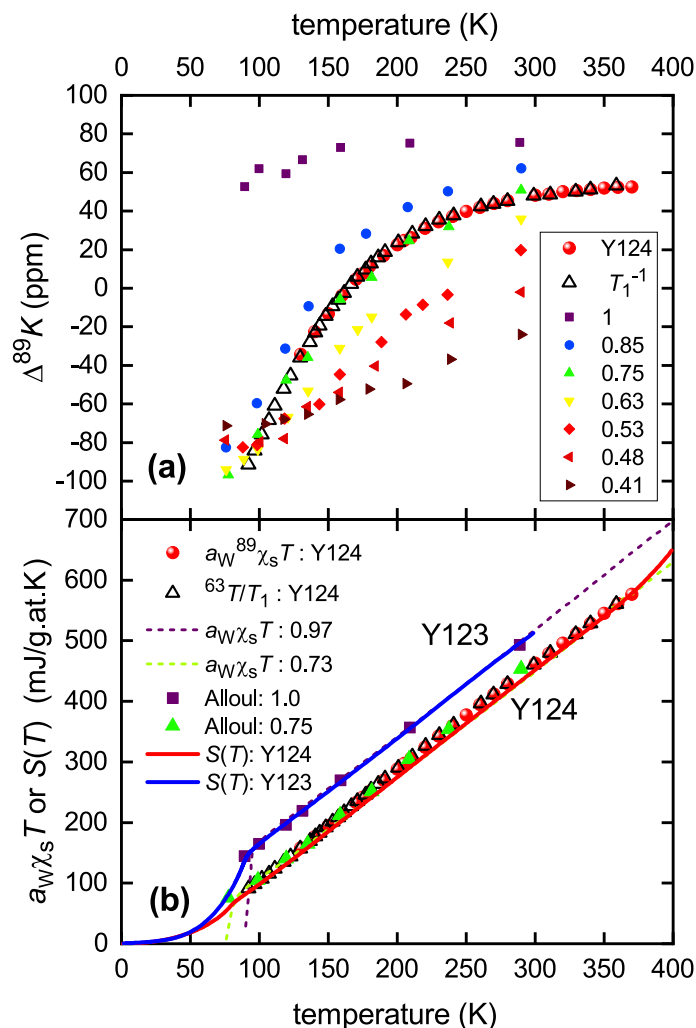 temperature (K)
0 50 100 150 200 250 300 350 400
Δ⁸⁹K (ppm)
100
80
60
40
20
0
-20
-40
-60
-80
-100
Y124
T₁⁻¹
1
0.85
0.75
0.63
0.53
0.48
0.41
(a)
a_Wχ_sT or S(T) (mJ/g.at.K)
700
600
500
400
300
200
100
0
a_W⁸⁹χ_sT : Y124
⁶³T/T₁ : Y124
a_Wχ_sT : 0.97
a_Wχ_sT : 0.73
Alloul: 1.0
Alloul: 0.75
S(T): Y124
S(T): Y123
Y123
Y124
(b)
0 50 100 150 200 250 300 350 400
temperature (K)